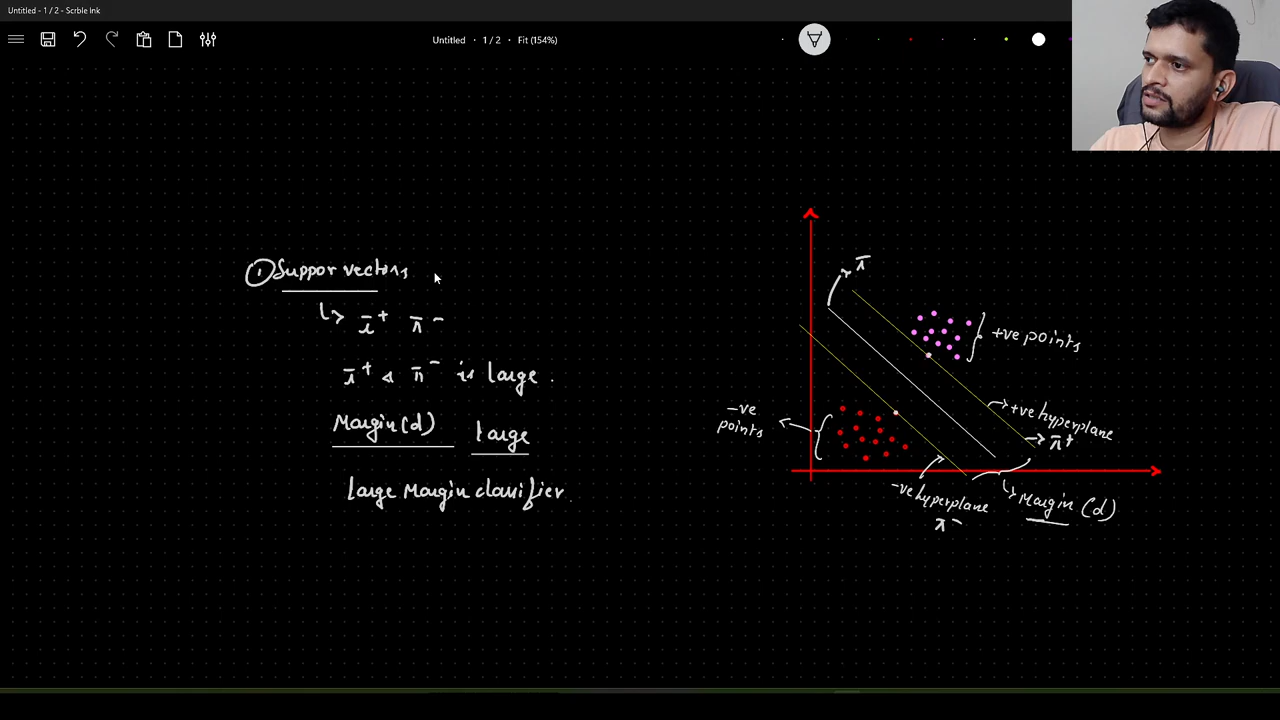 Untitled - 1 / 2 - Scrble Ink
Untitled · 1 / 2 · Fit (154%)
① Suppor vectors
↳ π⁺ π⁻
π⁺ & π⁻ is large .
Margin(d) large
large Margin clasifier.
π
+ve points
-ve
points
+ve hyperplane
π⁺
-ve hyperplane
π⁻
Margin (d)